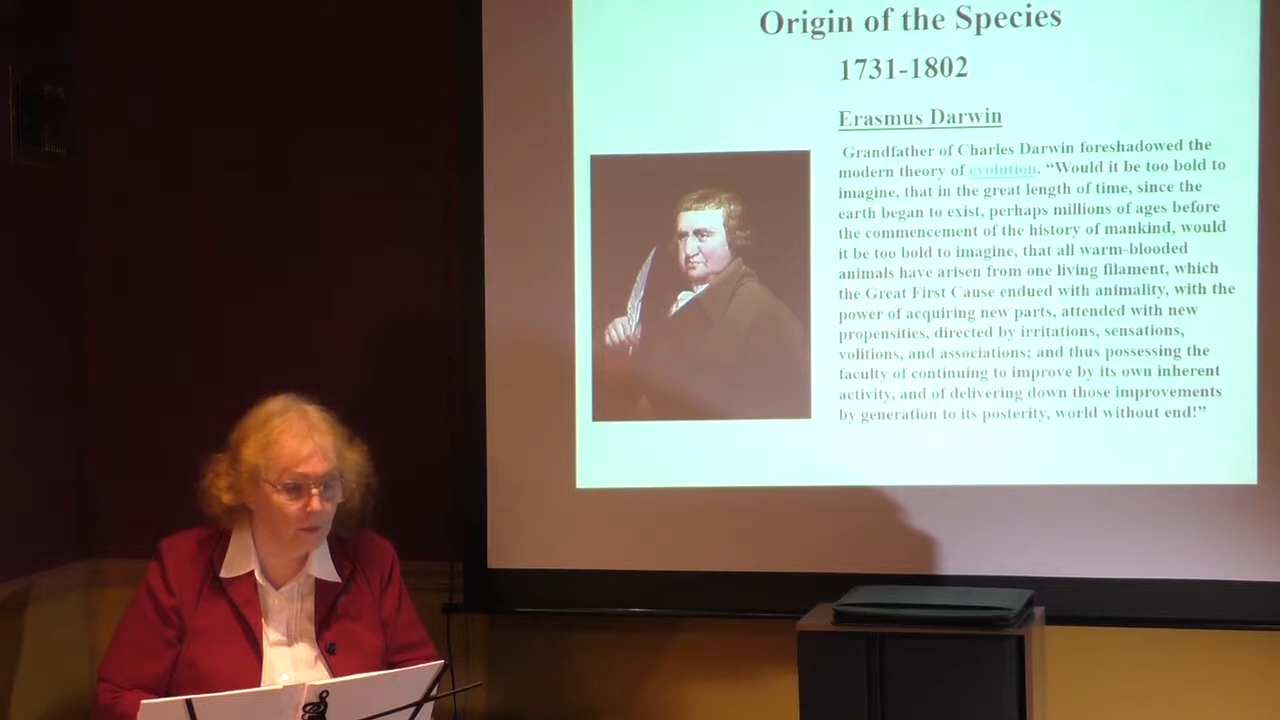 Origin of the Species
1731-1802
Erasmus Darwin
Grandfather of Charles Darwin foreshadowed the
modern theory of evolution. “Would it be too bold to
imagine, that in the great length of time, since the
earth began to exist, perhaps millions of ages before
the commencement of the history of mankind, would
it be too bold to imagine, that all warm-blooded
animals have arisen from one living filament, which
the Great First Cause endued with animality, with the
power of acquiring new parts, attended with new
propensities, directed by irritations, sensations,
volitions, and associations; and thus possessing the
faculty of continuing to improve by its own inherent
activity, and of delivering down those improvements
by generation to its posterity, world without end!”